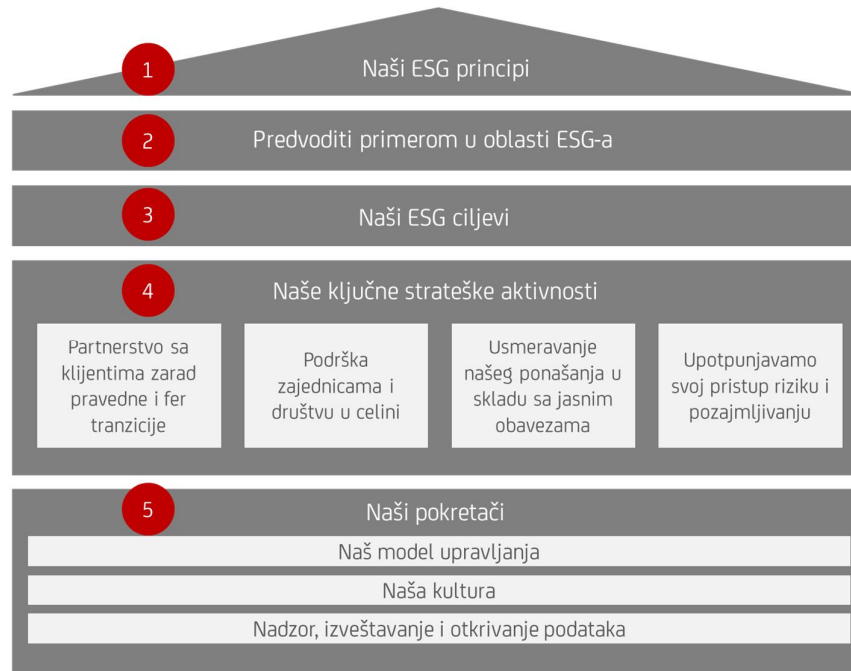 1
Naši ESG principi
2
Predvoditi primerom u oblasti ESG-a
3
Naši ESG ciljevi
4
Naše ključne strateške aktivnosti
Partnerstvo sa
klijentima zarad
pravedne i fer
tranzicije
Podrška
zajednicama i
društvu u celini
Usmeravanje
našeg ponašanja u
skladu sa jasnim
obavezama
Upotpunjavamo
svoj pristup riziku i
pozajmljivanju
5
Naši pokretači
Naš model upravljanja
Naša kultura
Nadzor, izveštavanje i otkrivanje podataka